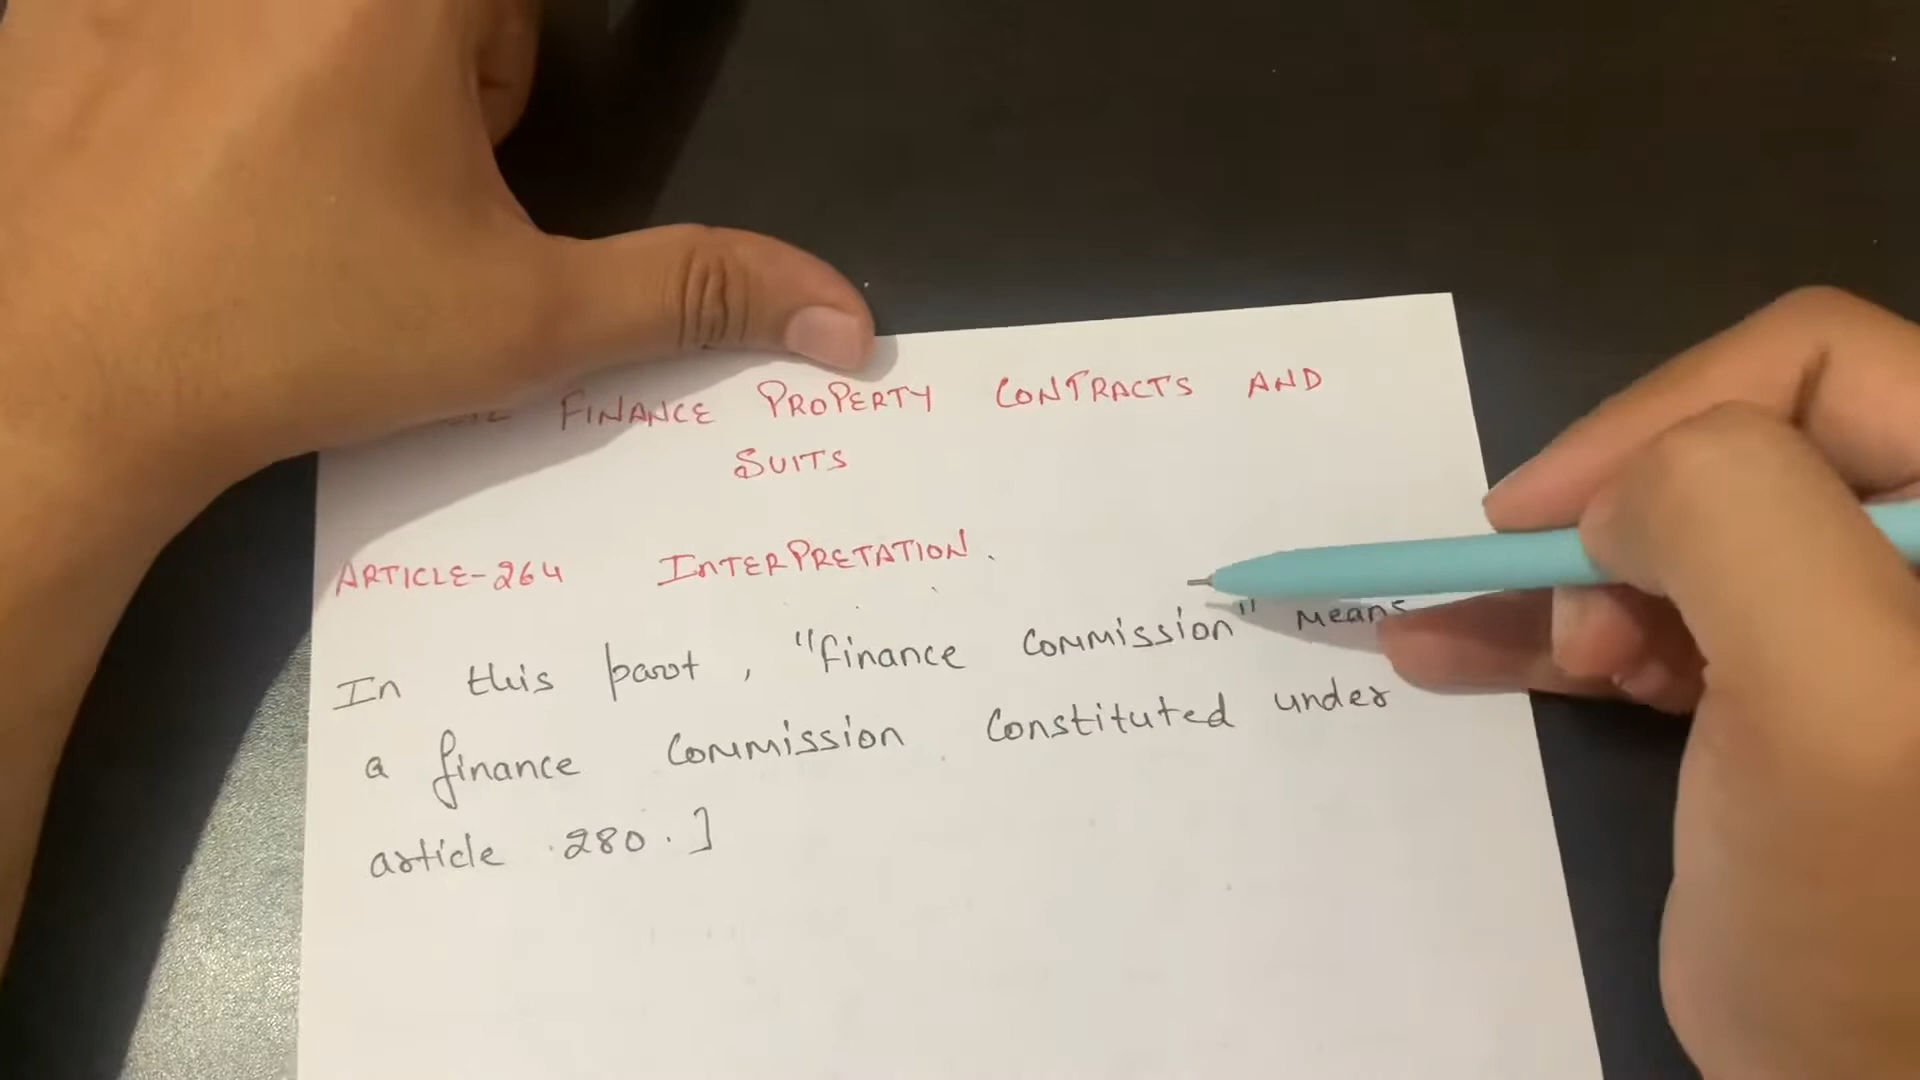 FINANCE PROPERTY CONTRACTS AND
SUITS
ARTICLE-264 INTERPRETATION.
In this part, "finance Commission" means
a finance Commission Constituted under
article 280.]